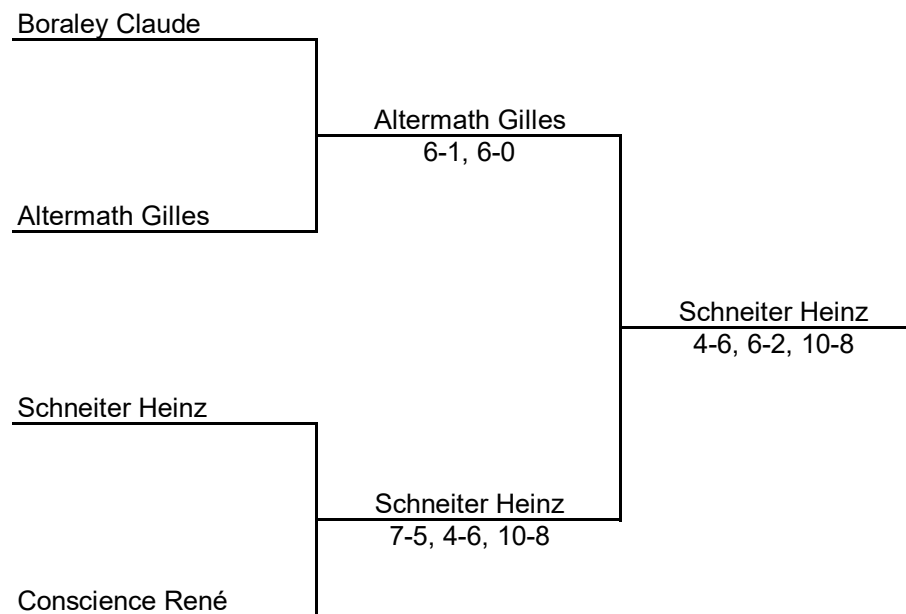 Boraley Claude
Altermath Gilles
6-1, 6-0
Altermath Gilles
Schneiter Heinz
4-6, 6-2, 10-8
Schneiter Heinz
Schneiter Heinz
7-5, 4-6, 10-8
Conscience René